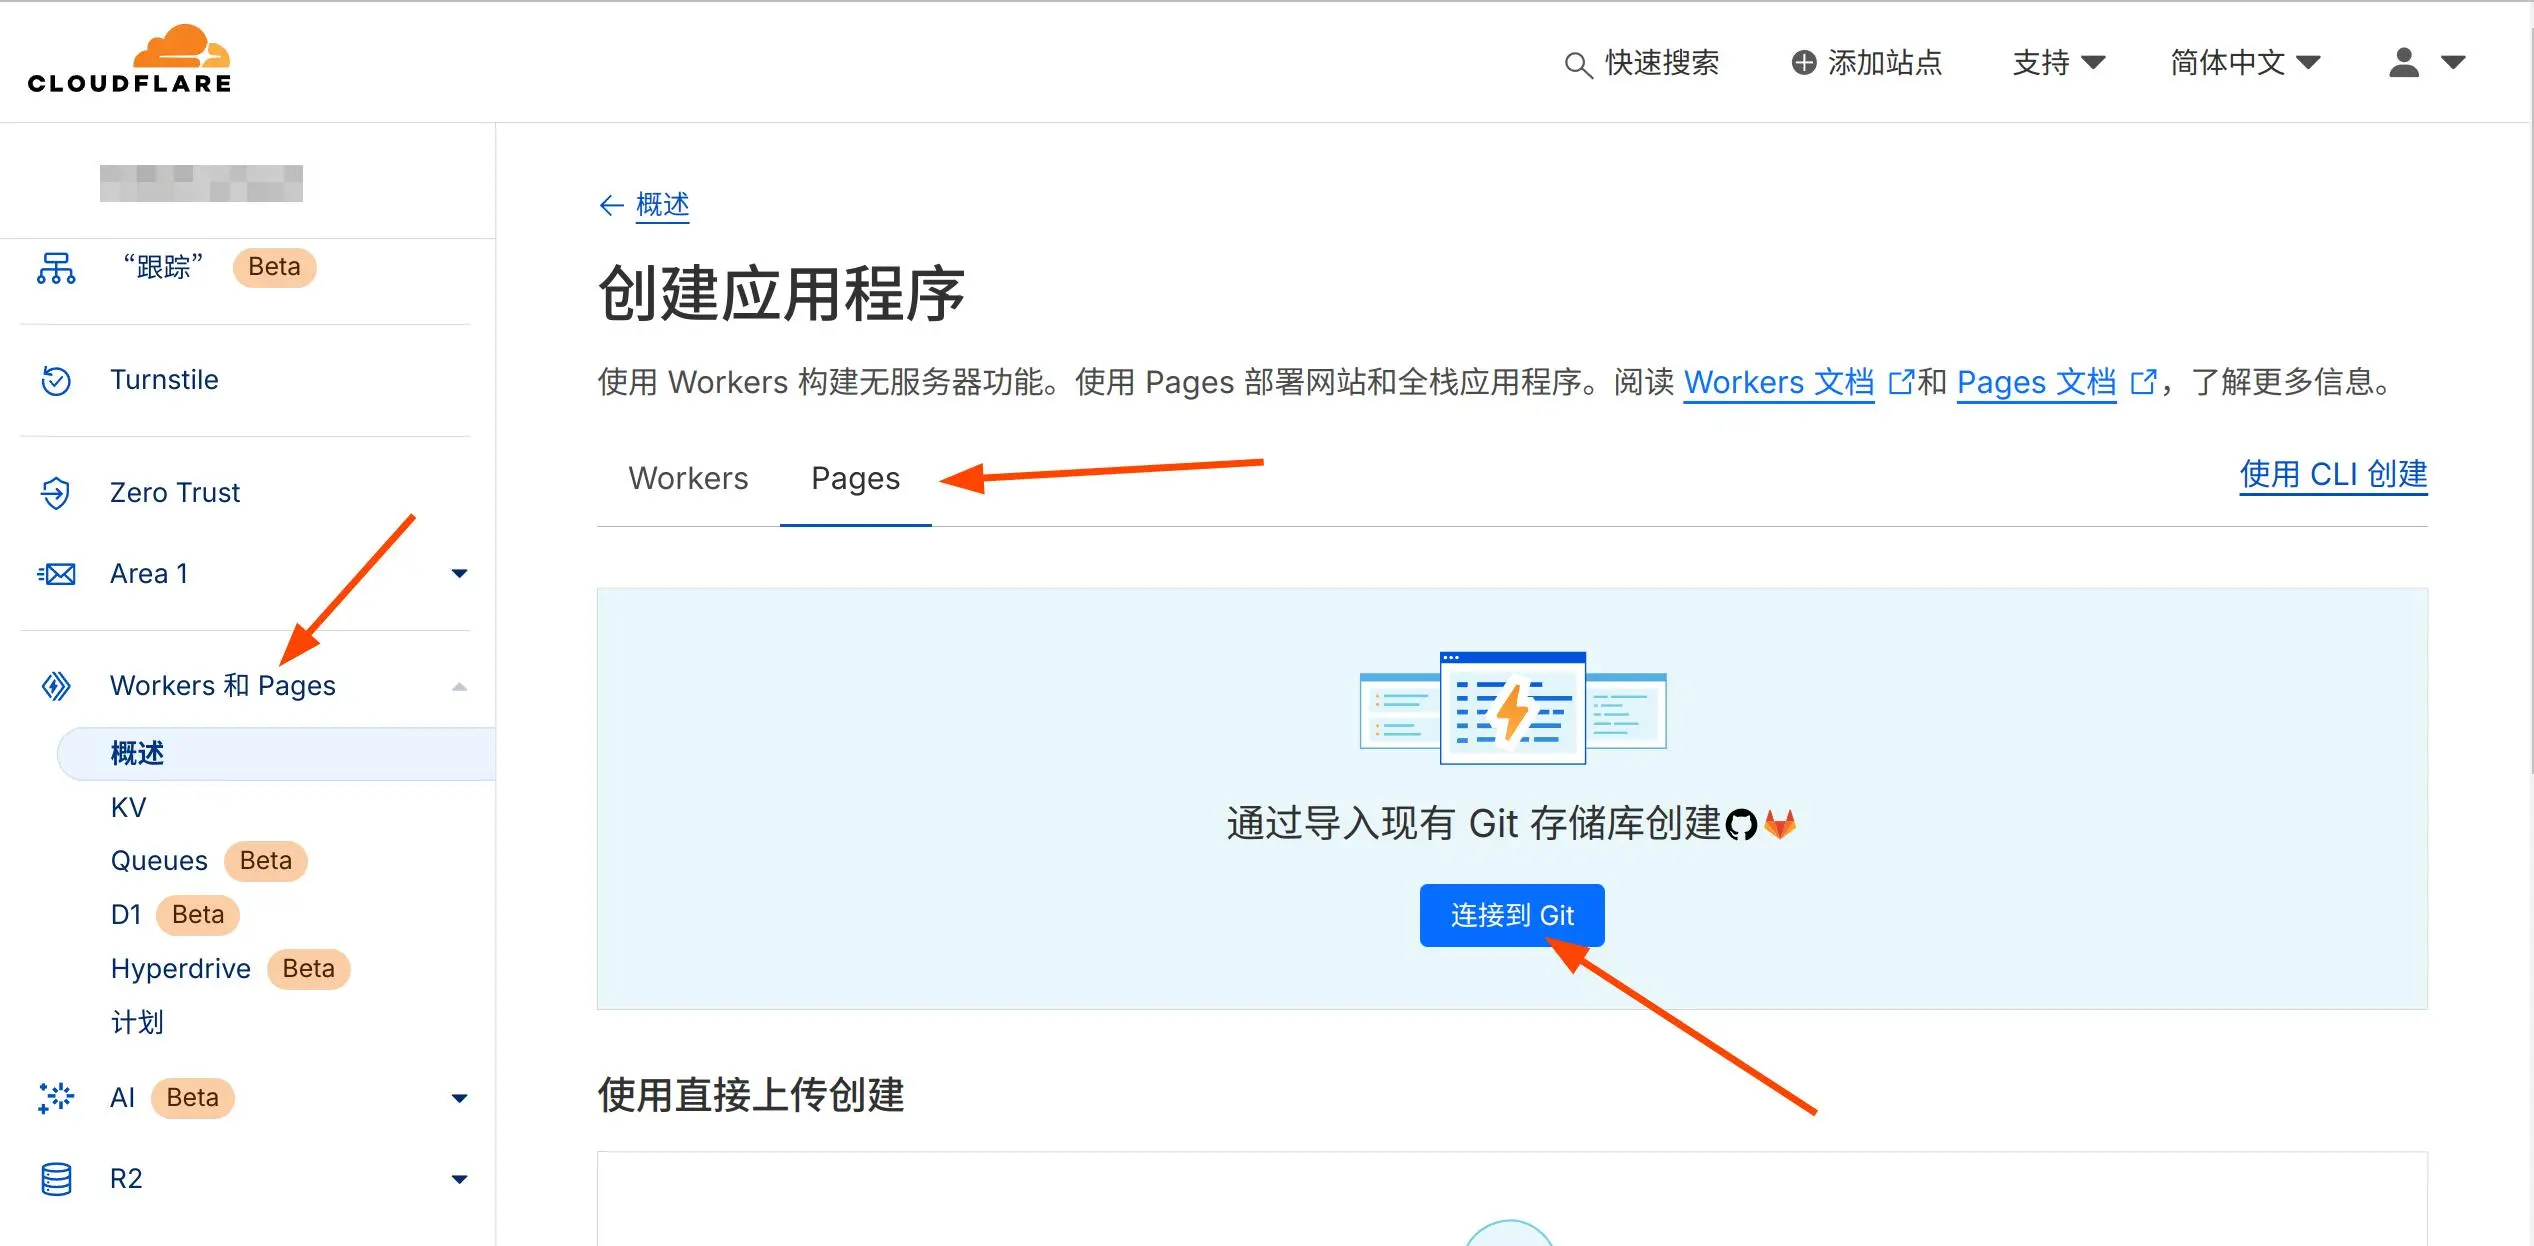 CLOUDFLARE
快速搜索
添加站点
支持
简体中文
“跟踪” Beta
Turnstile
Zero Trust
Area 1
Workers 和 Pages
概述
KV
Queues Beta
D1 Beta
Hyperdrive Beta
计划
AI Beta
R2
概述
创建应用程序
使用 Workers 构建无服务器功能。使用 Pages 部署网站和全栈应用程序。阅读 Workers 文档 和 Pages 文档 ，了解更多信息。
Workers
Pages
使用 CLI 创建
通过导入现有 Git 存储库创建
连接到 Git
使用直接上传创建